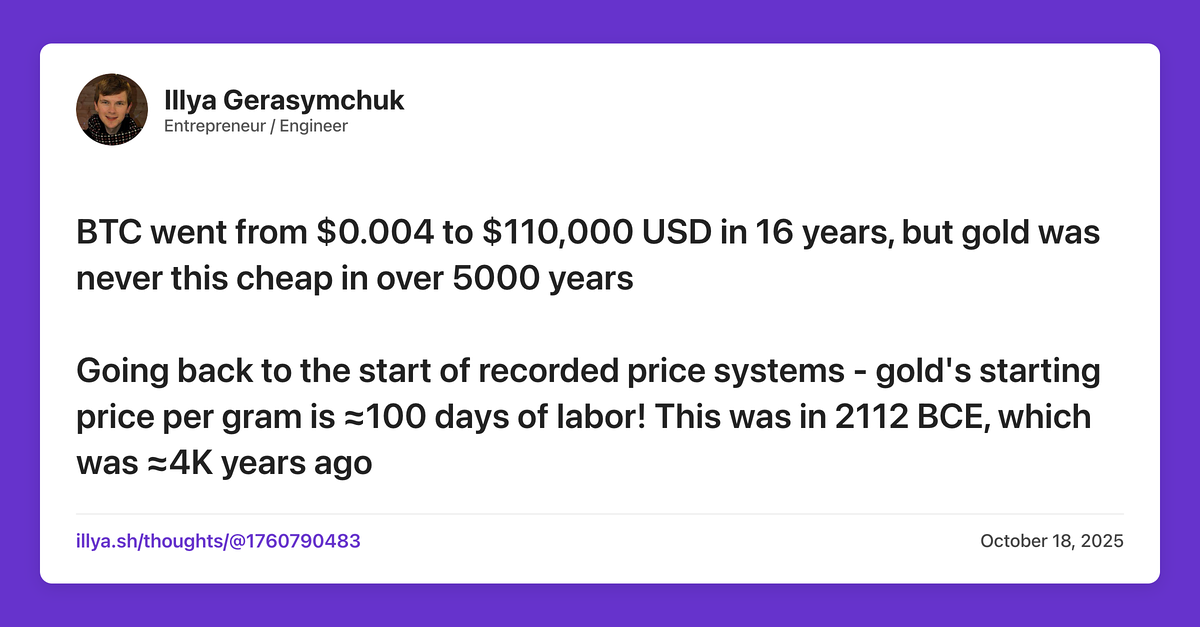 Illya Gerasymchuk
Entrepreneur / Engineer
BTC went from $0.004 to $110,000 USD in 16 years, but gold was
never this cheap in over 5000 years
Going back to the start of recorded price systems - gold's starting
price per gram is ≈100 days of labor! This was in 2112 BCE, which
was ≈4K years ago
illya.sh/thoughts/@1760790483
October 18, 2025